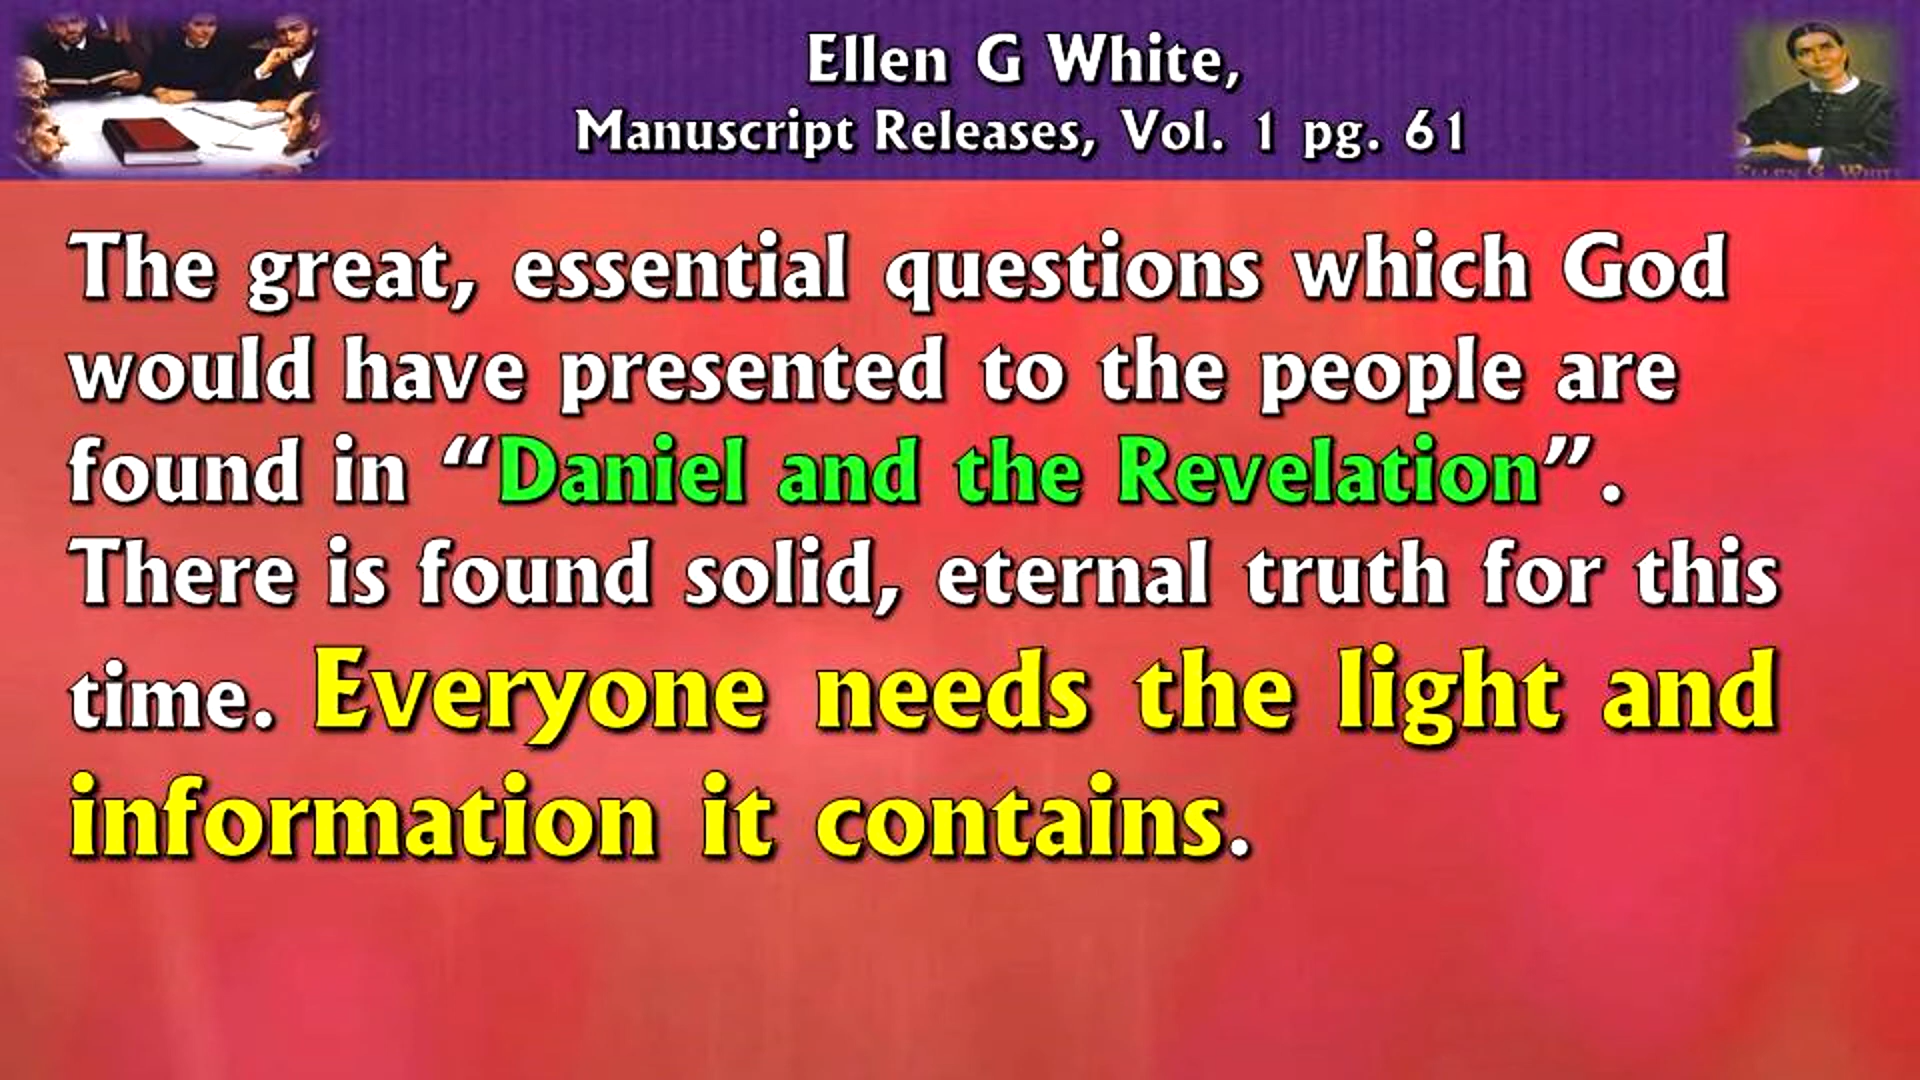 Ellen G White,
Manuscript Releases, Vol. 1 pg. 61
ELLEN G. WHITE
The great, essential questions which God
would have presented to the people are
found in “Daniel and the Revelation”.
There is found solid, eternal truth for this
time. Everyone needs the light and
information it contains.